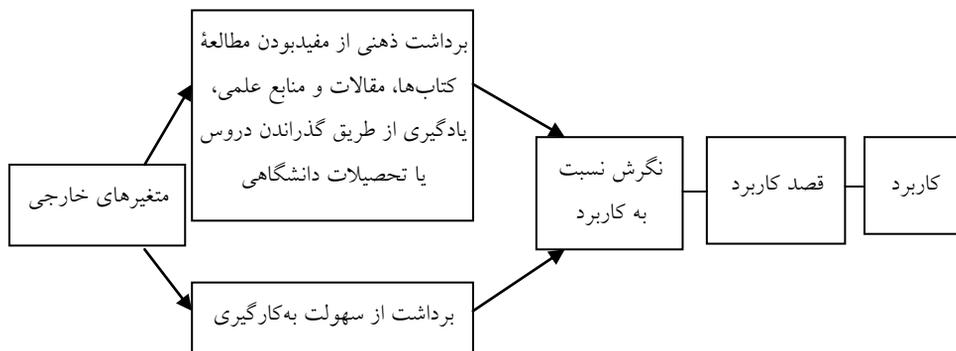 متغیرهای خارجی
برداشت ذهنی از مفیدبودن مطالعۀ
کتاب‌ها، مقالات و منابع علمی،
یادگیری از طریق گذراندن دروس
یا تحصیلات دانشگاهی
برداشت از سهولت به‌کارگیری
نگرش نسبت
به کاربرد
قصد کاربرد
کاربرد